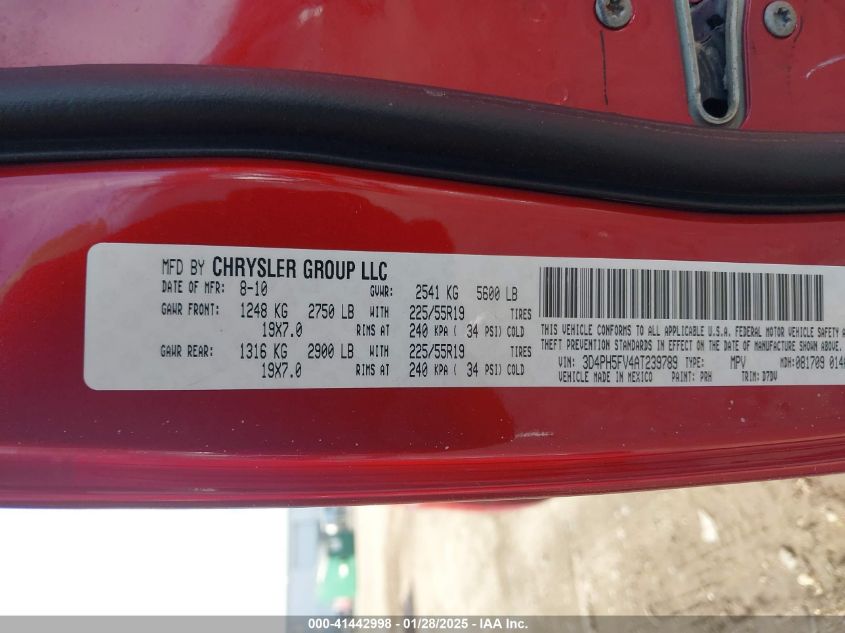 MFD BY CHRYSLER GROUP LLC
DATE OF MFR: 8-10 GVWR: 2541 KG 5600 LB
GAWR FRONT: 1248 KG 2750 LB WITH 225/55R19 TIRES
19X7.0 RIMS AT 240 KPA ( 34 PSI) COLD
GAWR REAR: 1316 KG 2900 LB WITH 225/55R19 TIRES
19X7.0 RIMS AT 240 KPA ( 34 PSI) COLD
THIS VEHICLE CONFORMS TO ALL APPLICABLE U.S.A. FEDERAL MOTOR VEHICLE SAFETY
THEFT PREVENTION STANDARDS IN EFFECT ON THE DATE OF MANUFACTURE SHOWN ABOVE.
VIN: 3D4PH5FV4AT239789 TYPE: MPV MDH: 081709 014
VEHICLE MADE IN MEXICO PAINT: PRH TRIM: D7DV
000-41442998 - 01/28/2025 - IAA Inc.